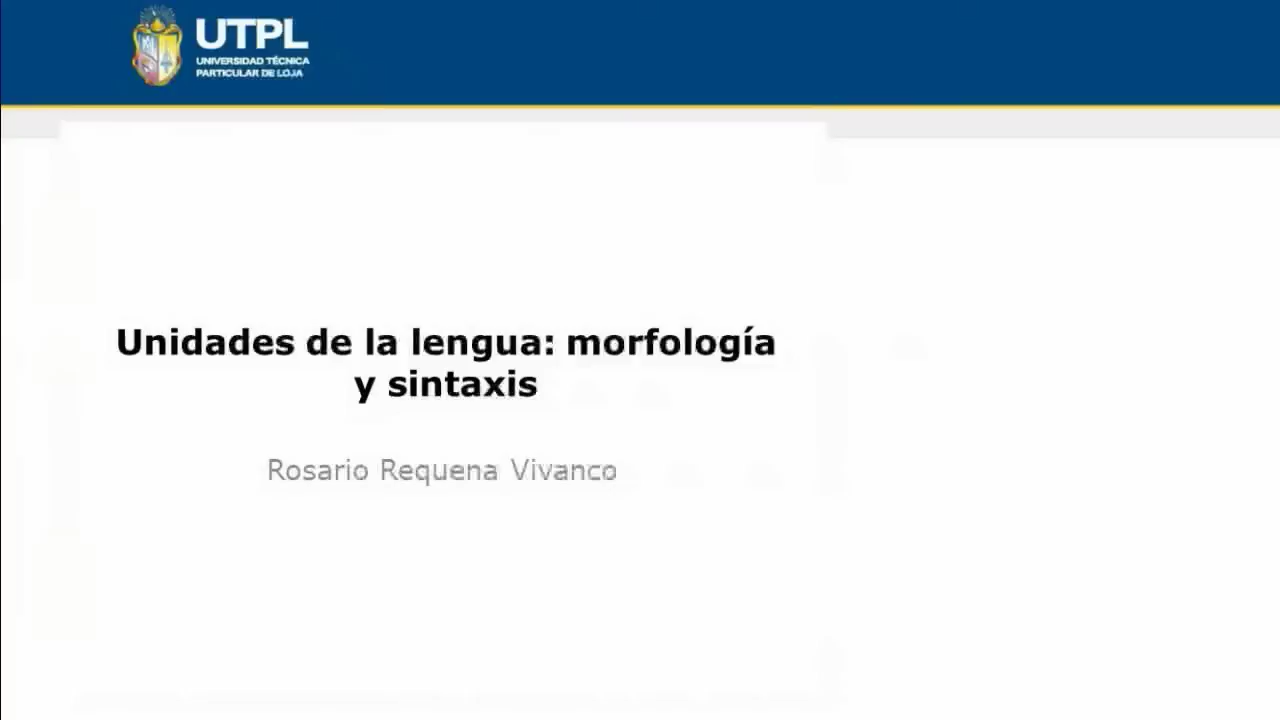 UTPL
UNIVERSIDAD TÉCNICA
PARTICULAR DE LOJA
Unidades de la lengua: morfología
y sintaxis
Rosario Requena Vivanco